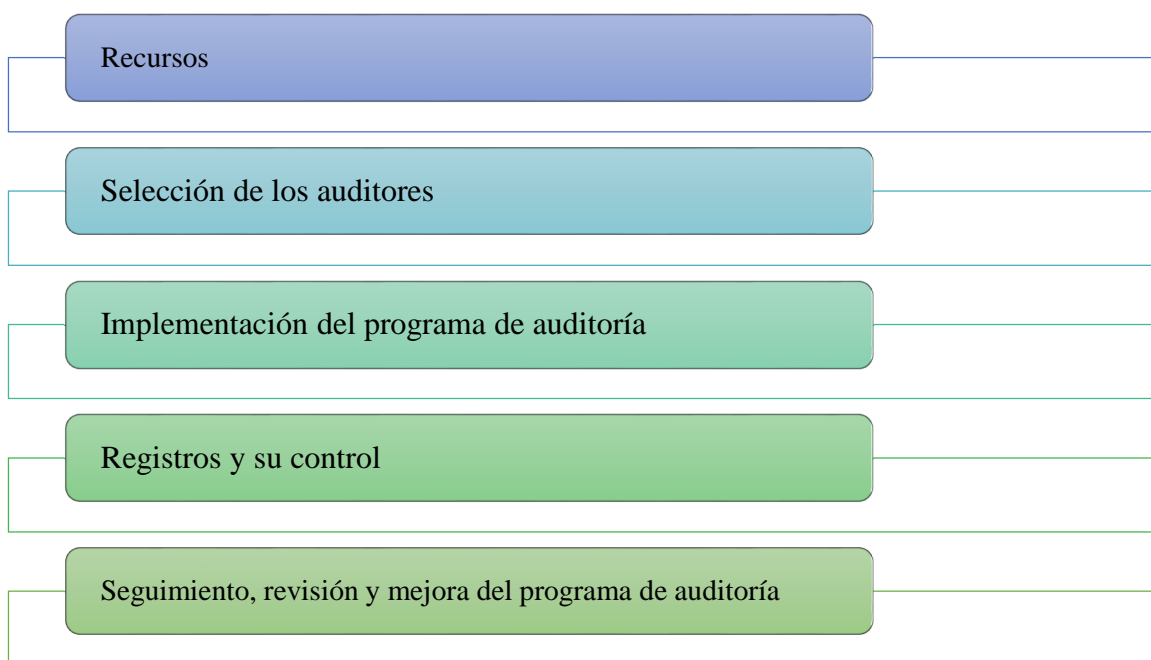 Recursos
Selección de los auditores
Implementación del programa de auditoría
Registros y su control
Seguimiento, revisión y mejora del programa de auditoría